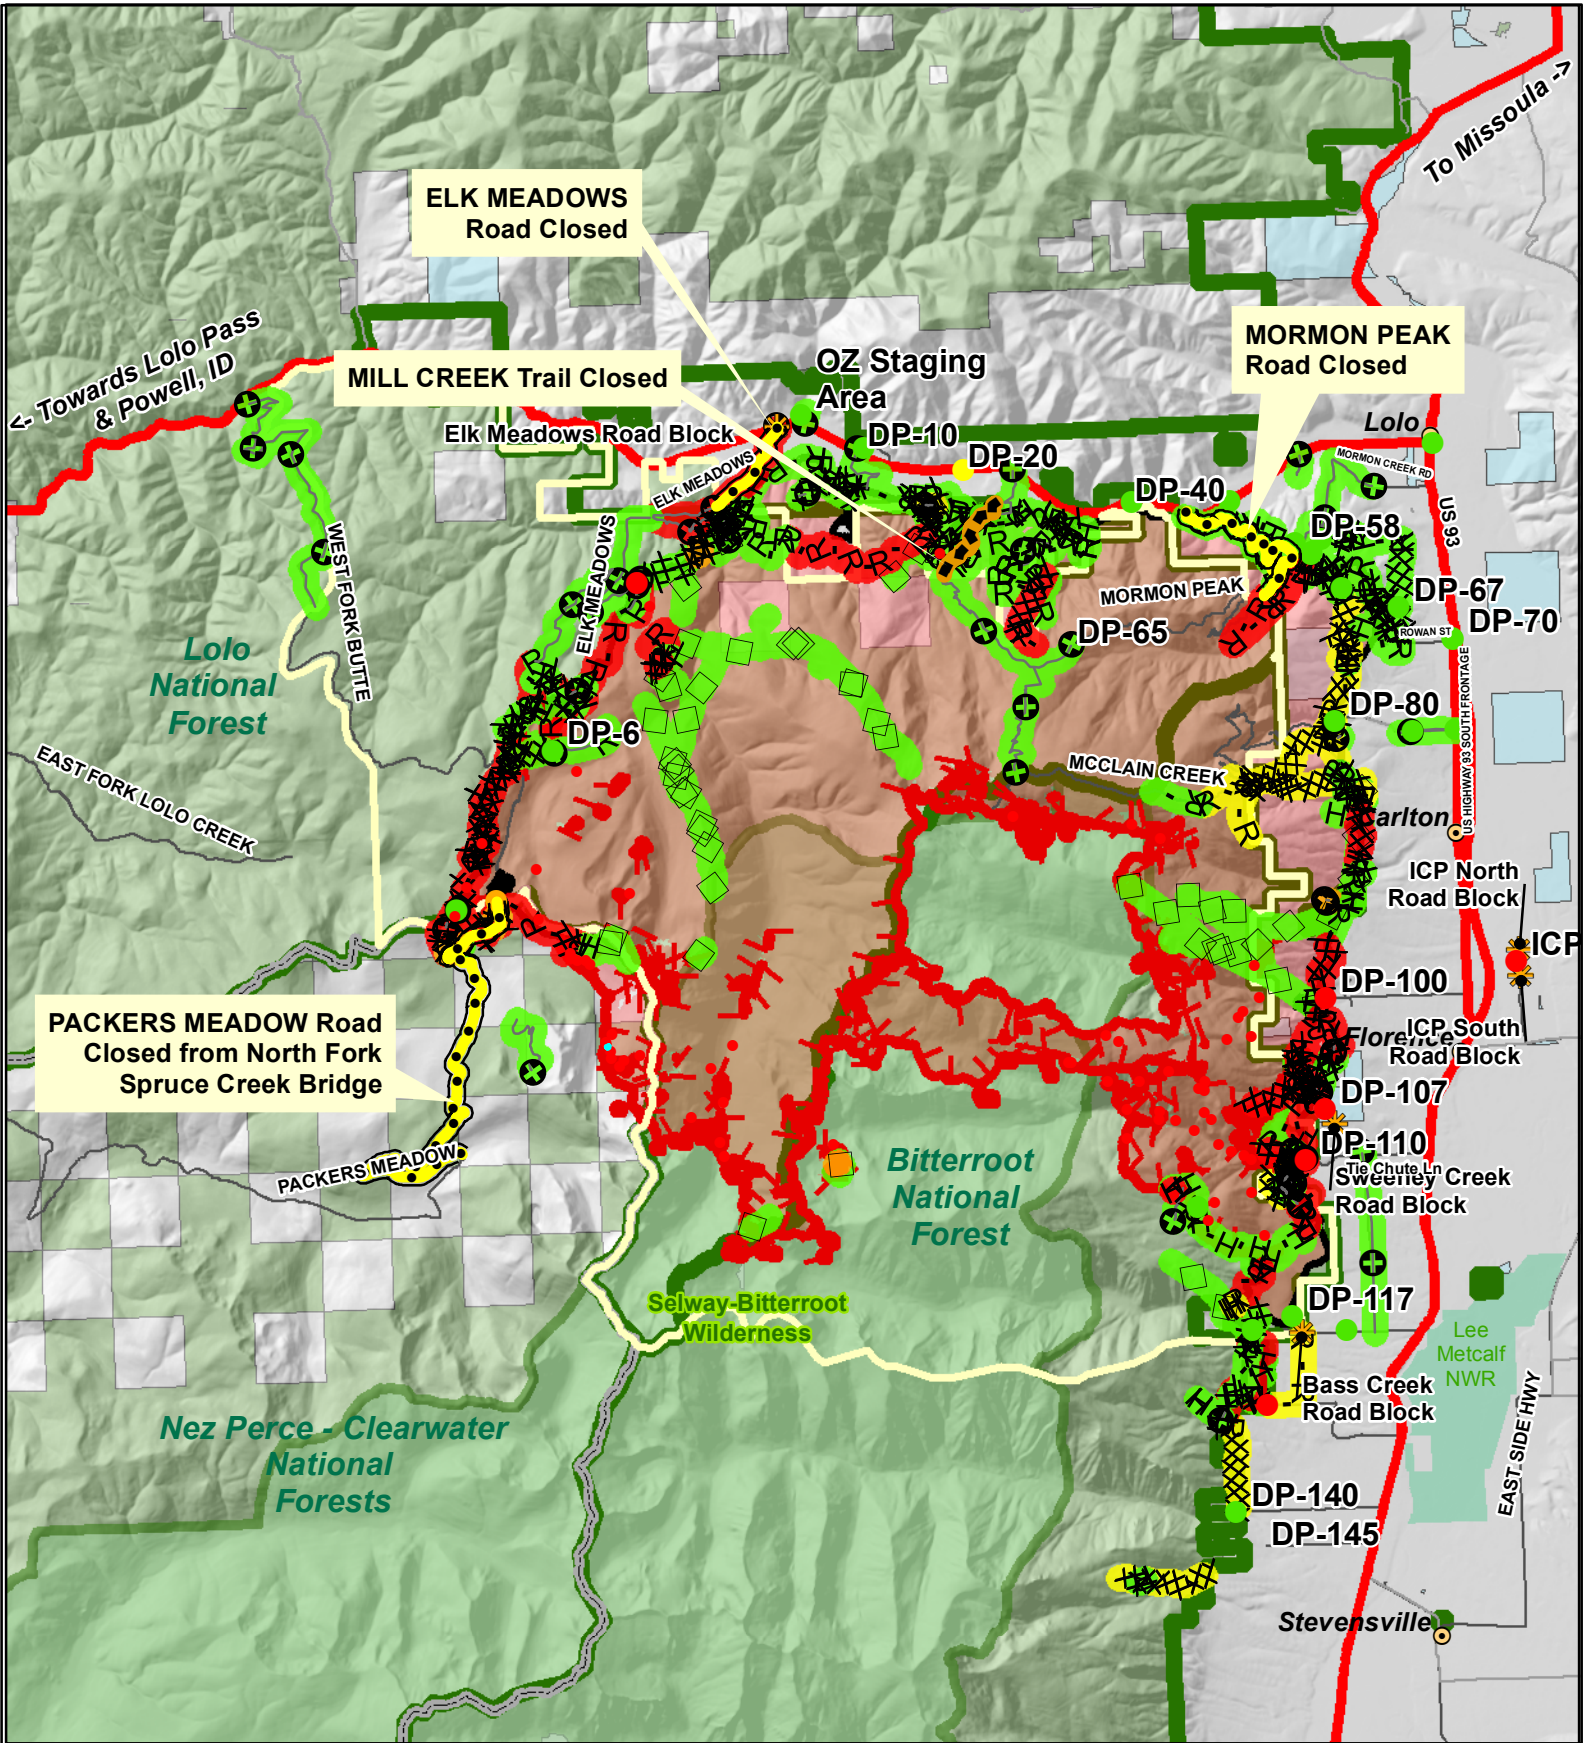 To Missoula ->
ELK MEADOWS
Road Closed
<- Towards Lolo Pass
& Powell, ID
MILL CREEK Trail Closed
OZ Staging
Area
MORMON PEAK
Road Closed
Lolo
Elk Meadows Road Block
DP-10
DP-20
MORMON CREEK RD
ELK MEADOWS
DP-40
US 93
DP-58
WEST FORK BUTTE
ELK MEADOWS
MORMON PEAK
DP-67
DP-70
ROWAN ST
DP-65
Lolo
National
Forest
US HIGHWAY 93 SOUTH FRONTAGE
DP-6
DP-80
EAST FORK LOLO CREEK
MCCLAIN CREEK
Carlton
ICP North
Road Block
ICP
DP-100
PACKERS MEADOW Road
Closed from North Fork
Spruce Creek Bridge
Florence
ICP South
Road Block
DP-107
DP-110
Tie Chute Ln
Sweeney Creek
Road Block
PACKERS MEADOW
Bitterroot
National
Forest
Selway-Bitterroot
Wilderness
DP-117
Lee
Metcalf
NWR
Bass Creek
Road Block
Nez Perce - Clearwater
National
Forests
EAST SIDE HWY
DP-140
DP-145
Stevensville